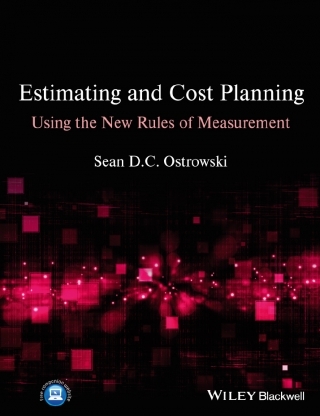 Estimating and Cost Planning
Using the New Rules of Measurement
Sean D.C. Ostrowski
WILEY Blackwell